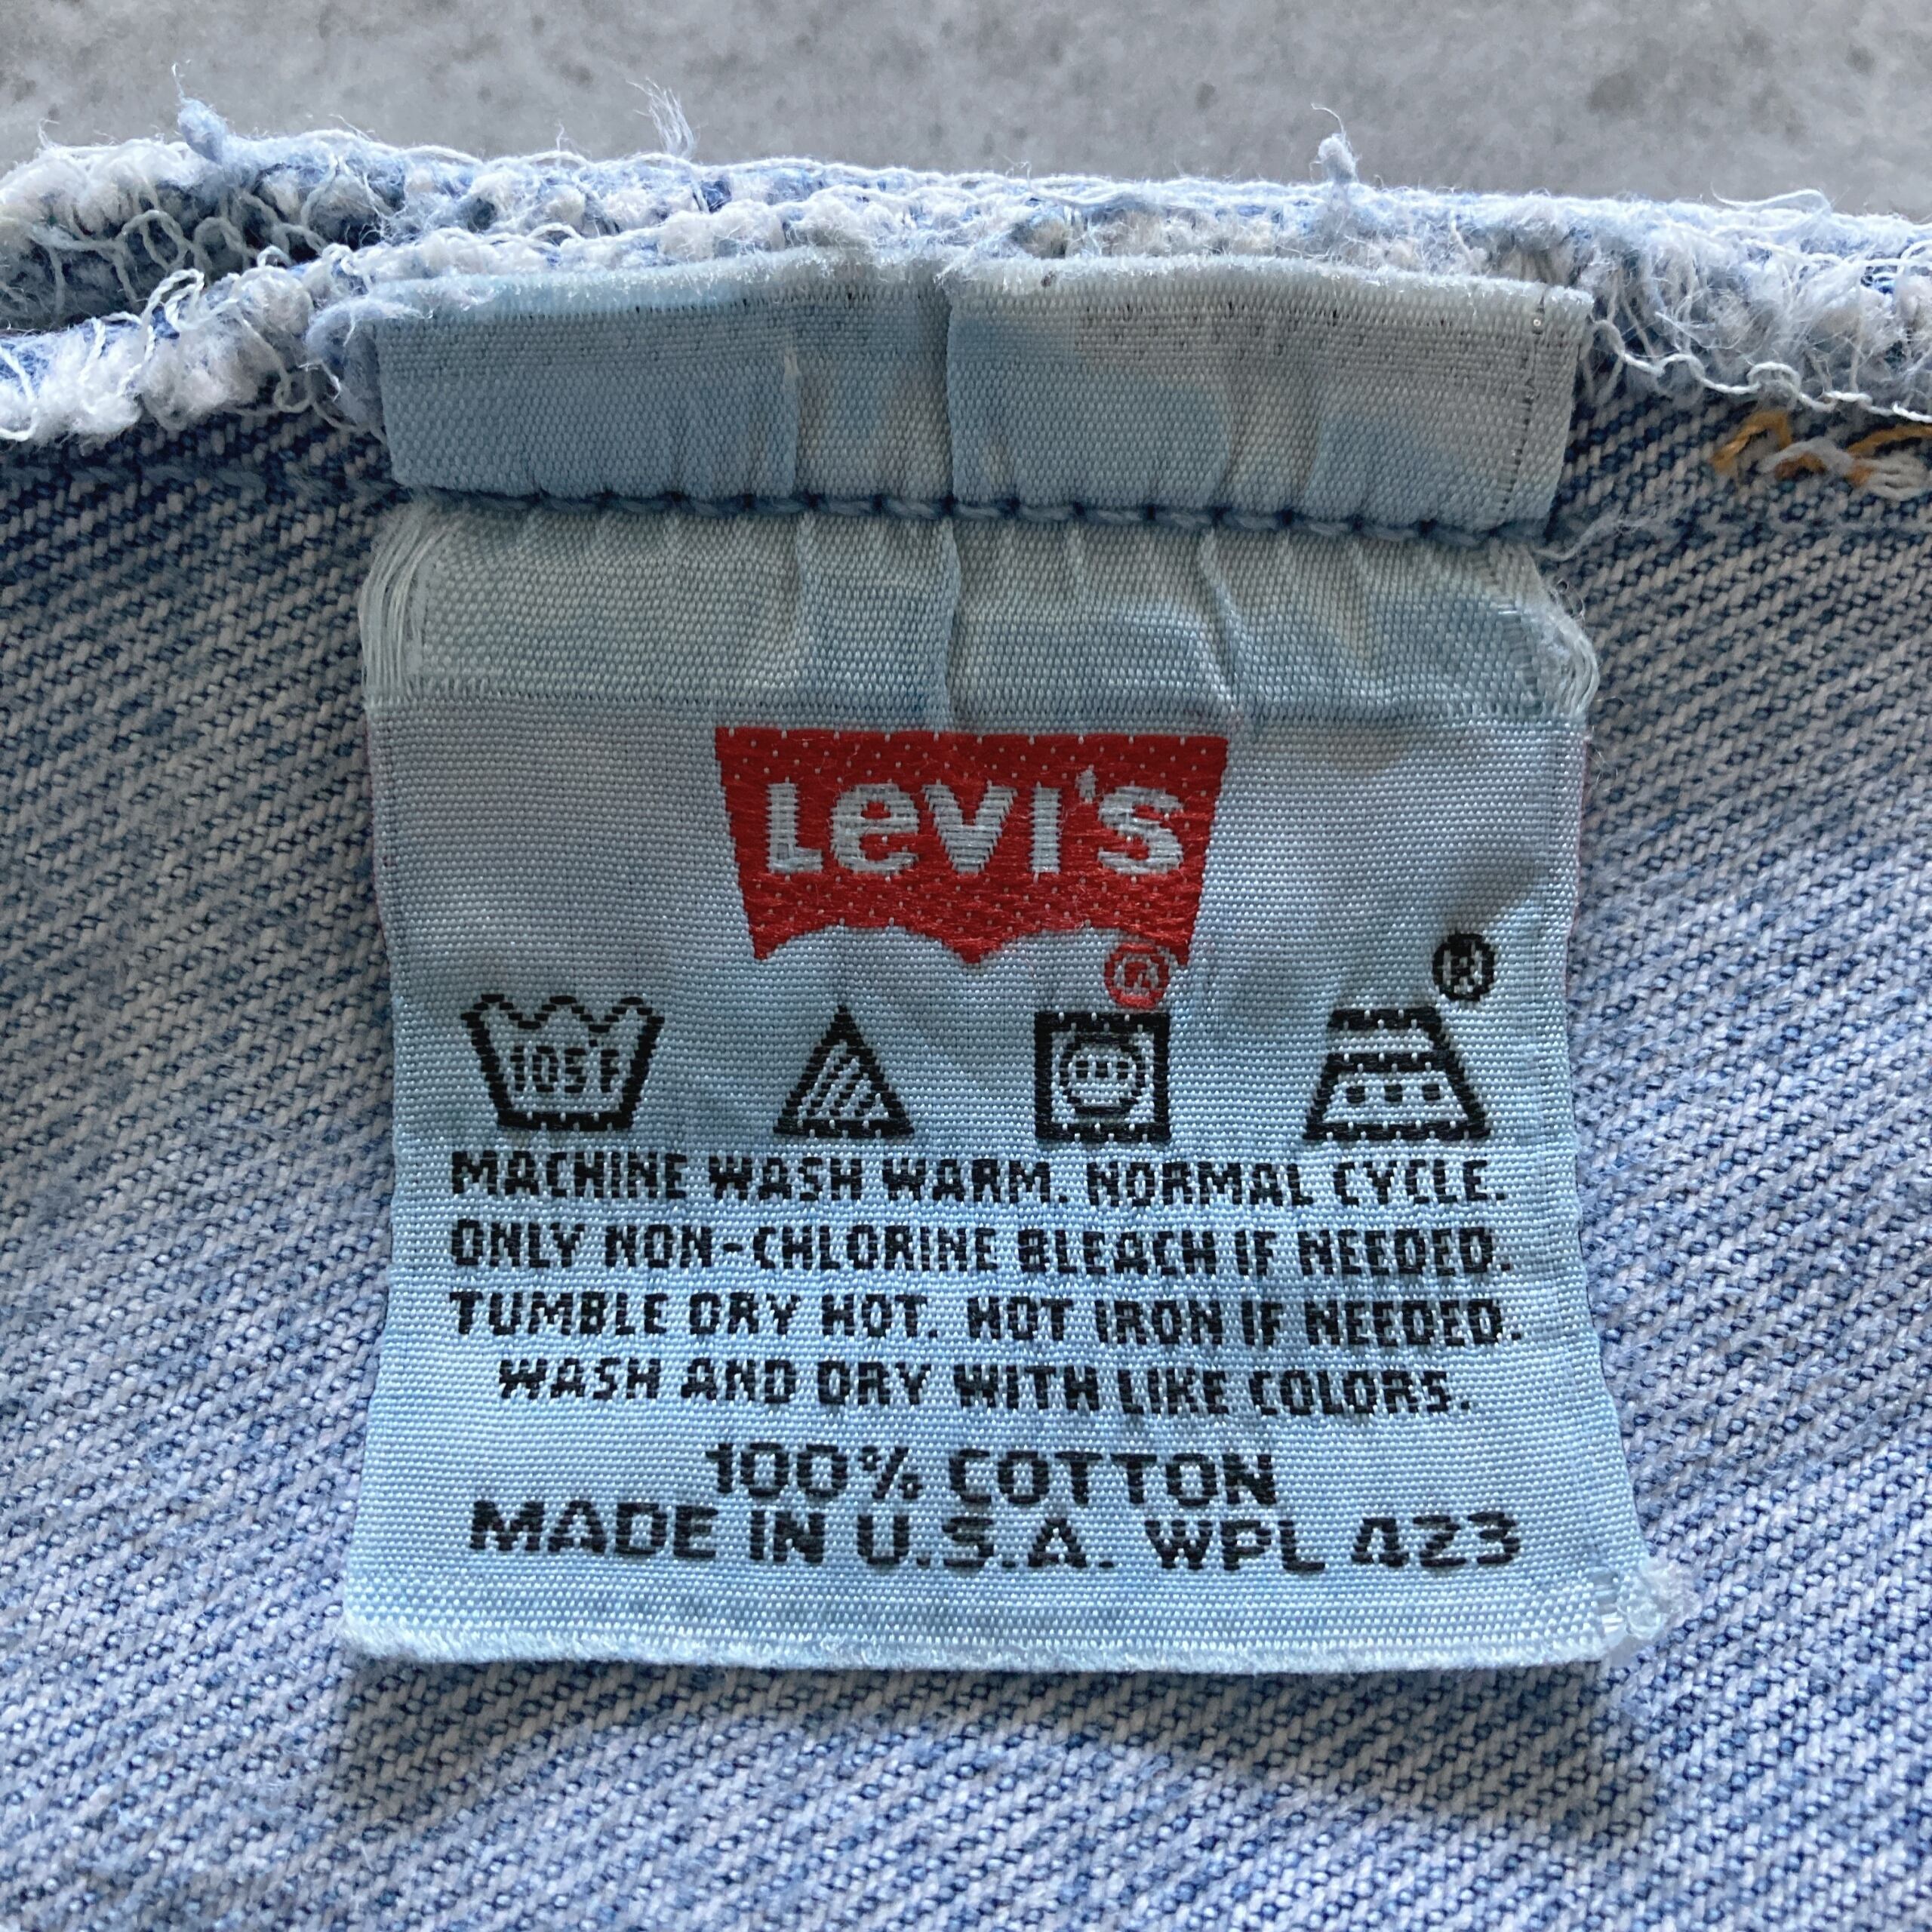 Levi's
®
®
105°F
MACHINE WASH WARM. NORMAL CYCLE.
ONLY NON-CHLORINE BLEACH IF NEEDED.
TUMBLE DRY HOT. HOT IRON IF NEEDED.
WASH AND DRY WITH LIKE COLORS.
100% COTTON
MADE IN U.S.A. WPL 423